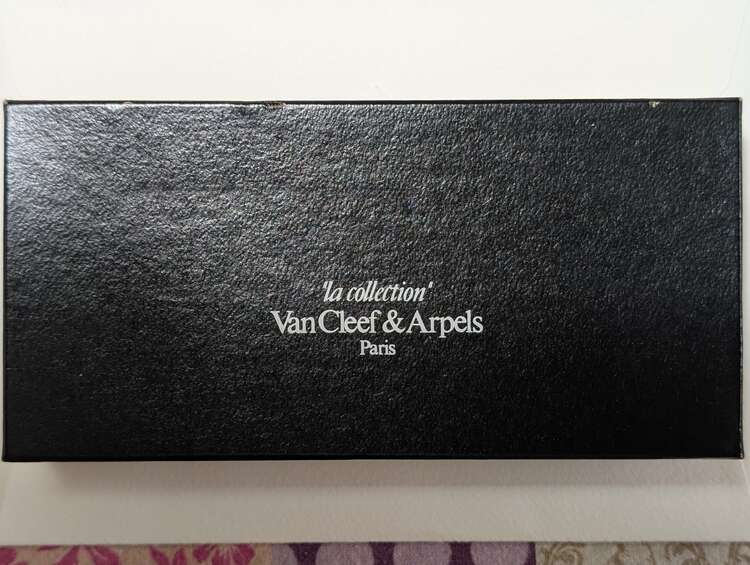 'la collection'
Van Cleef & Arpels
Paris